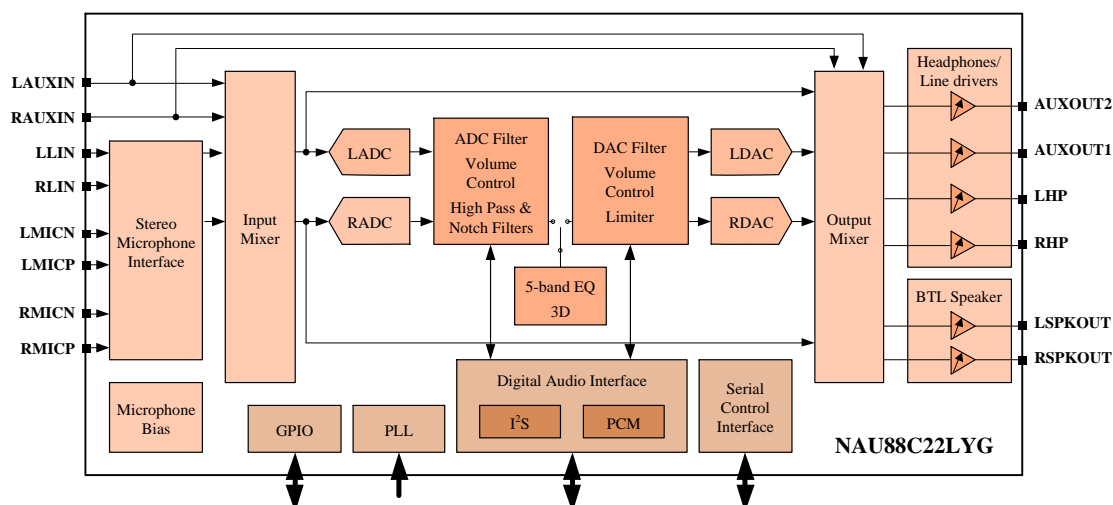 LAUXIN
RAUXIN
LLIN
RLIN
LMICN
LMICP
RMICN
RMICP
Stereo
Microphone
Interface
Microphone
Bias
Input
Mixer
LADC
RADC
ADC Filter
Volume
Control
High Pass &
Notch Filters
DAC Filter
Volume
Control
Limiter
5-band EQ
3D
LDAC
RDAC
Output
Mixer
Headphones/
Line drivers
BTL Speaker
AUXOUT2
AUXOUT1
LHP
RHP
LSPKOUT
RSPKOUT
GPIO
PLL
Digital Audio Interface
I²S
PCM
Serial
Control
Interface
NAU88C22LYG